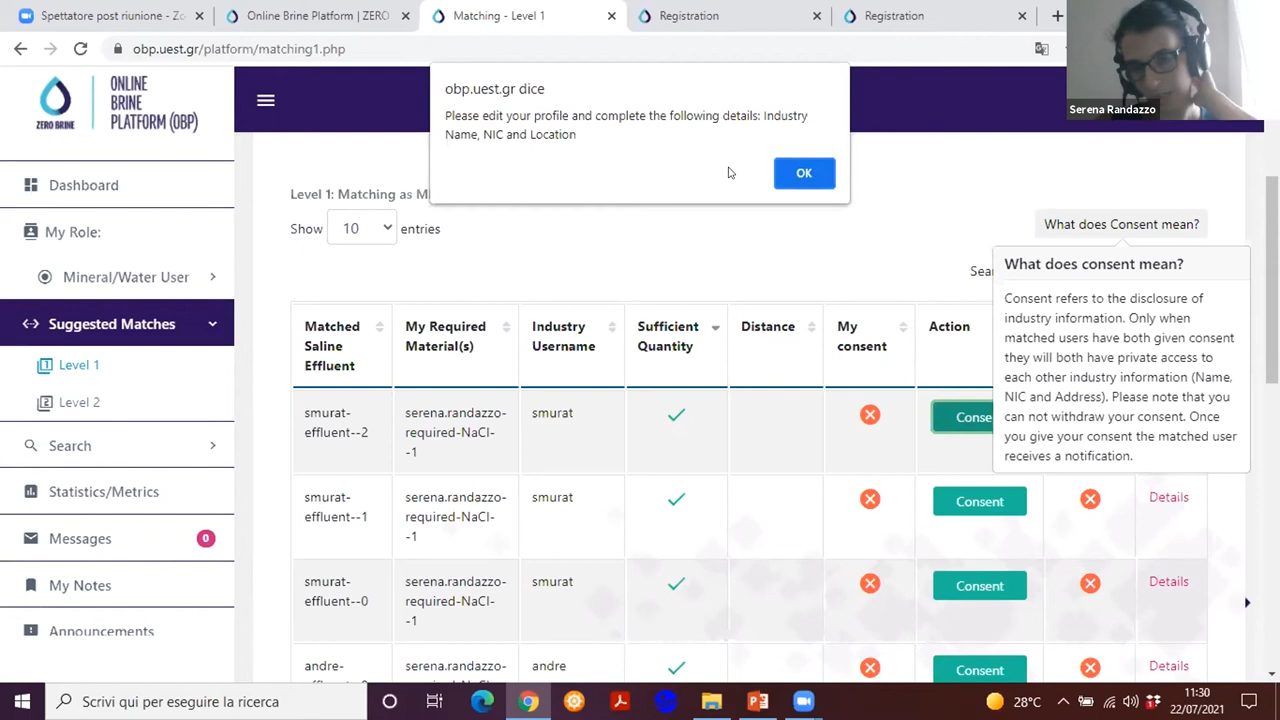 Spettatore post riunione - Zo
Online Brine Platform | ZERO
Matching - Level 1
Registration
Registration
obp.uest.gr/platform/matching1.php
Serena Randazzo
ZERO BRINE
ONLINE
BRINE
PLATFORM (OBP)
obp.uest.gr dice
Please edit your profile and complete the following details: Industry
Name, NIC and Location
OK
Dashboard
My Role:
Mineral/Water User
Suggested Matches
Level 1
Level 2
Search
Statistics/Metrics
Messages
0
My Notes
Announcements
Level 1: Matching as M
Show 10 entries
What does Consent mean?
Sea
What does consent mean?
Consent refers to the disclosure of
industry information. Only when
matched users have both given consent
they will both have private access to
each other industry information (Name,
NIC and Address). Please note that you
can not withdraw your consent. Once
you give your consent the matched user
receives a notification.
Matched
Saline
Effluent
My Required
Material(s)
Industry
Username
Sufficient
Quantity
Distance
My
consent
Action
smurat-
effluent--2
serena.randazzo-
required-NaCl-
-1
smurat
Conse
smurat-
effluent--1
serena.randazzo-
required-NaCl-
-1
smurat
Consent
Details
smurat-
effluent--0
serena.randazzo-
required-NaCl-
-1
smurat
Consent
Details
andre-
serena.randazzo-
andre
Consent
Details
Scrivi qui per eseguire la ricerca
28°C
11:30
22/07/2021